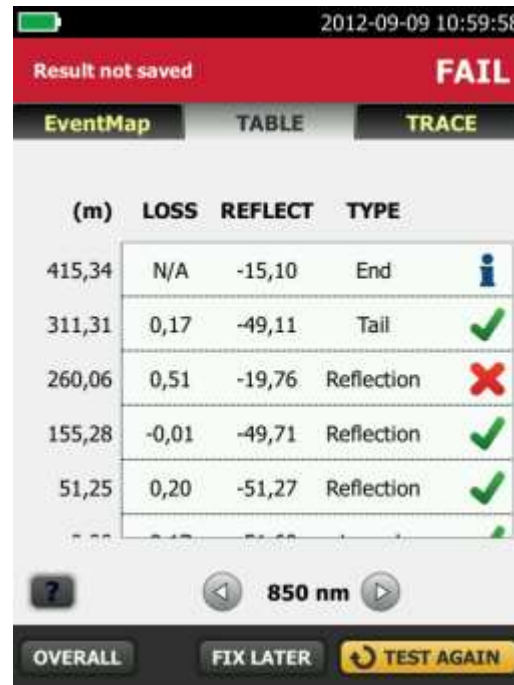 2012-09-09 10:59:58
Result not saved FAIL
EventMap TABLE TRACE
(m) LOSS REFLECT TYPE
415,34 N/A -15,10 End
311,31 0,17 -49,11 Tail
260,06 0,51 -19,76 Reflection
155,28 -0,01 -49,71 Reflection
51,25 0,20 -51,27 Reflection
? 850 nm
OVERALL FIX LATER TEST AGAIN